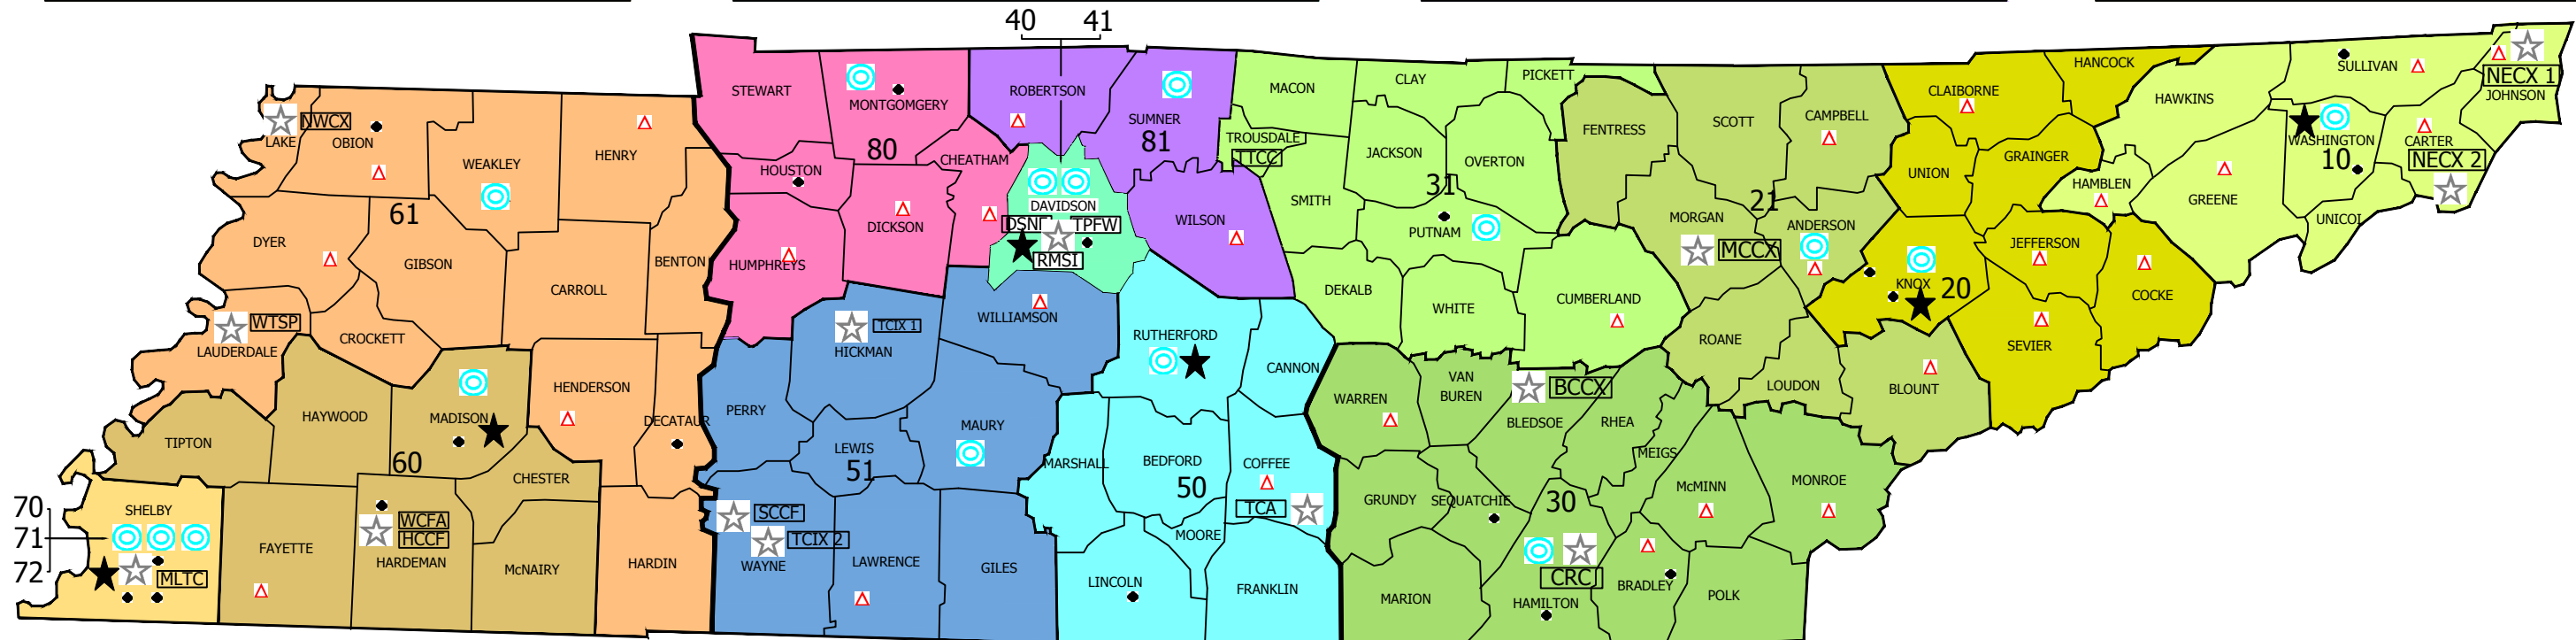 40 41
STEWART
MONTGOMGERY
ROBERTSON
SUMNER
81
MACON
CLAY
PICKETT
HANCOCK
CLAIBORNE
SULLIVAN
NECX 1
JOHNSON
HAWKINS
NWCX
LAKE
OBION
WEAKLEY
HENRY
HOUSTON
80
CHEATHAM
TROUSDALE
TTCC
JACKSON
OVERTON
FENTRESS
SCOTT
CAMPBELL
UNION
GRAINGER
HAMBLEN
GREENE
WASHINGTON
10
CARTER
NECX 2
UNICOI
61
DYER
GIBSON
CARROLL
BENTON
HUMPHREYS
DICKSON
DAVIDSON
DSNF TPFW
RMSI
WILSON
SMITH
31
PUTNAM
MORGAN
MCCX
21
ANDERSON
KNOX
20
JEFFERSON
COCKE
SEVIER
WTSP
LAUDERDALE
CROCKETT
TCIX 1
HICKMAN
WILLIAMSON
RUTHERFORD
CANNON
DEKALB
WHITE
CUMBERLAND
ROANE
LOUDON
BLOUNT
TIPTON
HAYWOOD
MADISON
HENDERSON
DECATAUR
PERRY
LEWIS
51
MAURY
MARSHALL
BEDFORD
50
COFFEE
TCA
WARREN
VAN
BUREN
BCCX
BLEDSOE
RHEA
MEIGS
McMINN
MONROE
60
CHESTER
70
71
72
SHELBY
MLTC
FAYETTE
WCFA
HCCF
HARDEMAN
McNAIRY
HARDIN
SCCF
TCIX 2
WAYNE
LAWRENCE
GILES
MOORE
LINCOLN
FRANKLIN
GRUNDY
SEQUATCHIE
30
MARION
CRC
HAMILTON
BRADLEY
POLK